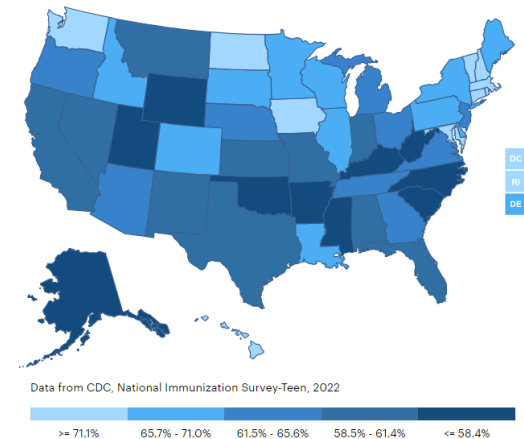 DC
RI
DE
Data from CDC, National Immunization Survey-Teen, 2022
>= 71.1% 65.7% - 71.0% 61.5% - 65.6% 58.5% - 61.4% <= 58.4%